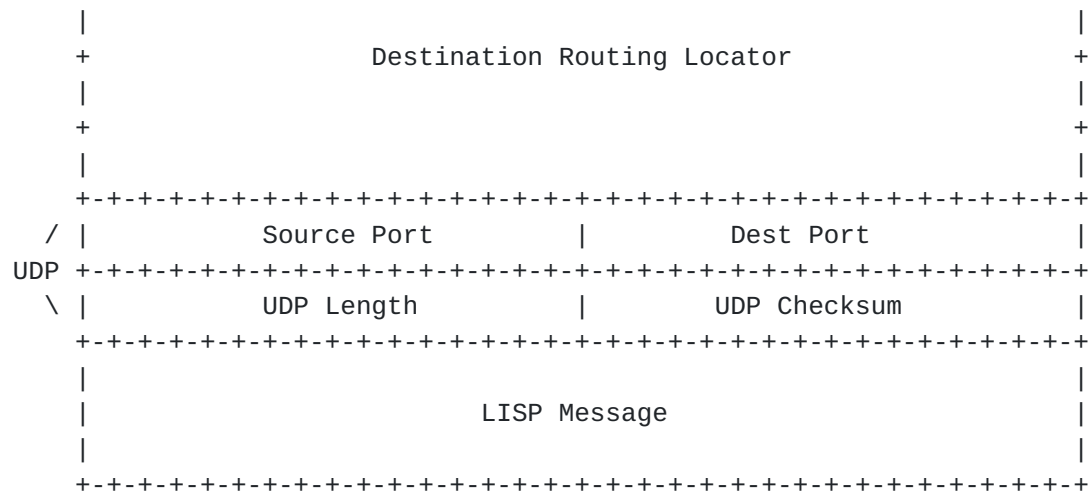 |                                                               |
+                  Destination Routing Locator                  +
|                                                               |
+                                                               +
|                                                               |
+-+-+-+-+-+-+-+-+-+-+-+-+-+-+-+-+-+-+-+-+-+-+-+-+-+-+-+-+-+-+-+-+
/ |           Source Port         |         Dest Port             |
UDP +-+-+-+-+-+-+-+-+-+-+-+-+-+-+-+-+-+-+-+-+-+-+-+-+-+-+-+-+-+-+-+-+
\ |           UDP Length          |        UDP Checksum           |
+-+-+-+-+-+-+-+-+-+-+-+-+-+-+-+-+-+-+-+-+-+-+-+-+-+-+-+-+-+-+-+-+
|                                                               |
|                         LISP Message                          |
|                                                               |
+-+-+-+-+-+-+-+-+-+-+-+-+-+-+-+-+-+-+-+-+-+-+-+-+-+-+-+-+-+-+-+-+